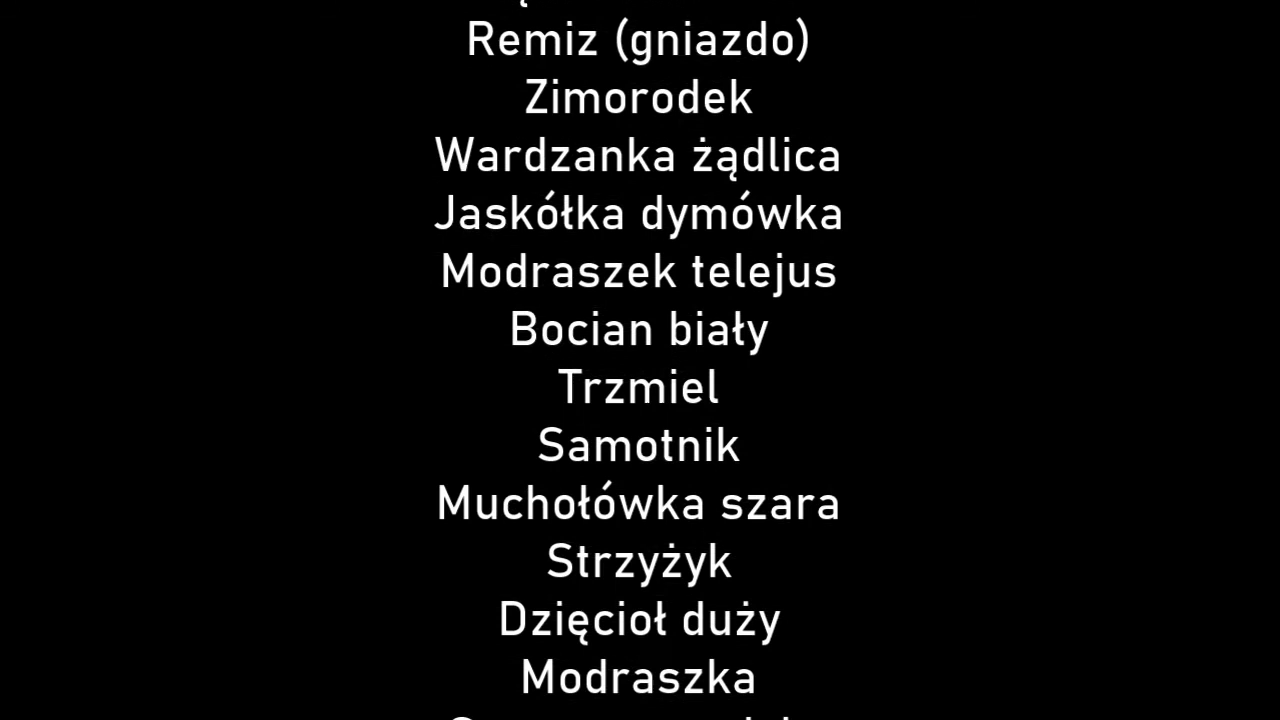 Remiz (gniazdo)
Zimorodek
Wardzanka żądlica
Jaskółka dymówka
Modraszek telejus
Bocian biały
Trzmiel
Samotnik
Muchołówka szara
Strzyżyk
Dzięcioł duży
Modraszka